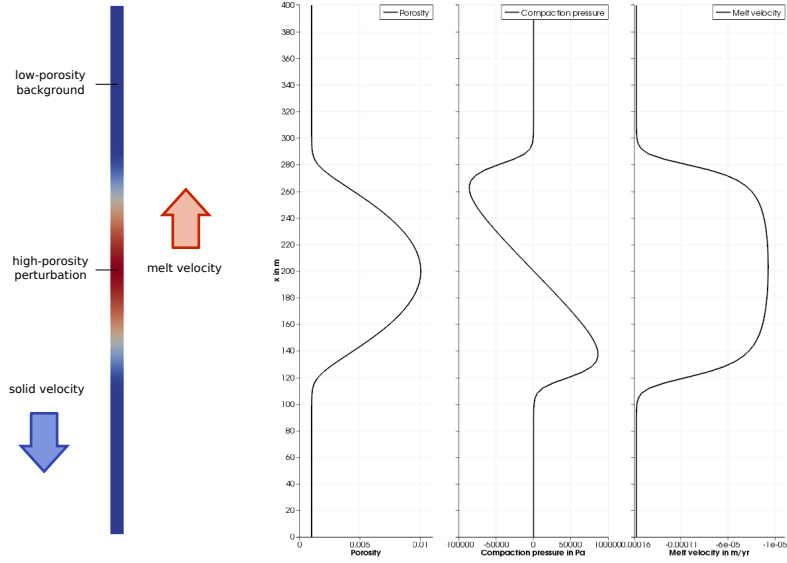 low-porosity
background
high-porosity
perturbation
melt velocity
solid velocity
400
380
360
340
320
300
280
260
240
220
200
180
160
140
120
100
80
60
40
20
0
x in m
Porosity
0.005
0.01
Porosity
Compaction pressure
100000
-50000
0
50000
100000
Compaction pressure in Pa
Melt velocity
0.00016
-0.00011
-6e-05
-1e-05
Melt velocity in m/yr